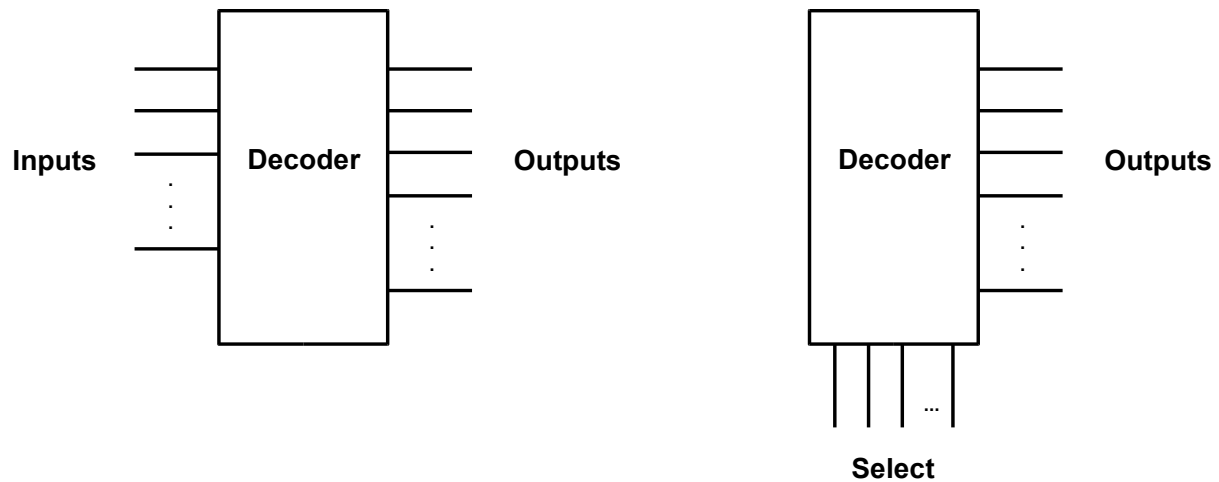 Inputs
Decoder
Outputs
Decoder
Outputs
...
Select